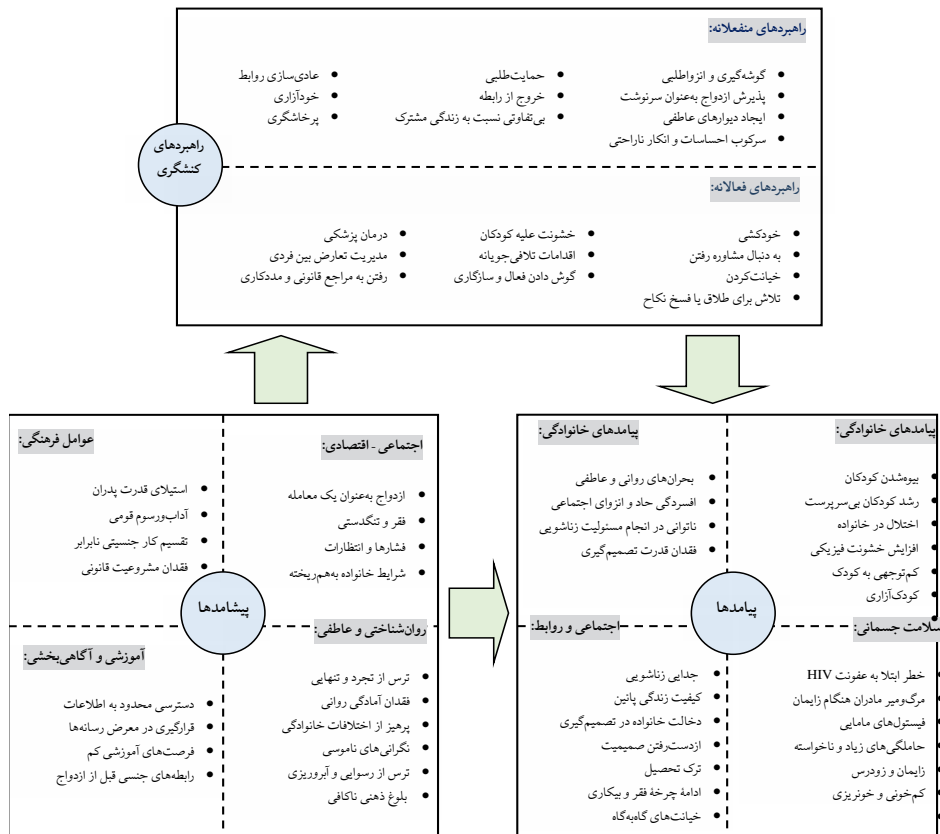 راهبردهای منفعلانه:
گوشه‌گیری و انزواطلبی
پذیرش ازدواج به‌عنوان سرنوشت
ایجاد دیوارهای عاطفی
سرکوب احساسات و انکار ناراحتی
حمایت‌طلبی
خروج از رابطه
بی‌تفاوتی نسبت به زندگی مشترک
عادی‌سازی روابط
خودآزاری
پرخاشگری
راهبردهای
کنشگری
راهبردهای فعالانه:
خودکشی
به دنبال مشاوره رفتن
خیانت‌کردن
تلاش برای طلاق یا فسخ نکاح
خشونت علیه کودکان
اقدامات تلافی‌جویانه
گوش دادن فعال و سازگاری
درمان پزشکی
مدیریت تعارض بین فردی
رفتن به مراجع قانونی و مددکاری
پیامدهای خانوادگی:
بیوه‌شدن کودکان
رشد کودکان بی‌سرپرست
اختلال در خانواده
افزایش خشونت فیزیکی
کم‌توجهی به کودک
کودک‌آزاری
پیامدهای خانوادگی:
بحران‌های روانی و عاطفی
افسردگی حاد و انزوای اجتماعی
ناتوانی در انجام مسئولیت زناشویی
فقدان قدرت تصمیم‌گیری
پیامدها
سلامت جسمانی:
خطر ابتلا به عفونت HIV
مرگ‌ومیر مادران هنگام زایمان
فیستول‌های مامایی
حاملگی‌های زیاد و ناخواسته
زایمان و زودرس
کم‌خونی و خونریزی
اجتماعی و روابط:
جدایی زناشویی
کیفیت زندگی پائین
دخالت خانواده در تصمیم‌گیری
ازدست‌رفتن صمیمیت
ترک تحصیل
ادامهٔ چرخهٔ فقر و بیکاری
خیانت‌های گاه‌به‌گاه
اجتماعی - اقتصادی:
ازدواج به‌عنوان یک معامله
فقر و تنگدستی
فشارها و انتظارات
شرایط خانواده به‌هم‌ریخته
عوامل فرهنگی:
استیلای قدرت پدران
آداب‌ورسوم قومی
تقسیم کار جنسیتی نابرابر
فقدان مشروعیت قانونی
پیشامدها
روان‌شناختی و عاطفی:
ترس از تجرد و تنهایی
فقدان آمادگی روانی
پرهیز از اختلافات خانوادگی
نگرانی‌های ناموسی
ترس از رسوایی و آبروریزی
بلوغ ذهنی ناکافی
آموزشی و آگاهی‌بخشی:
دسترسی محدود به اطلاعات
قرارگیری در معرض رسانه‌ها
فرصت‌های آموزشی کم
رابطه‌های جنسی قبل از ازدواج